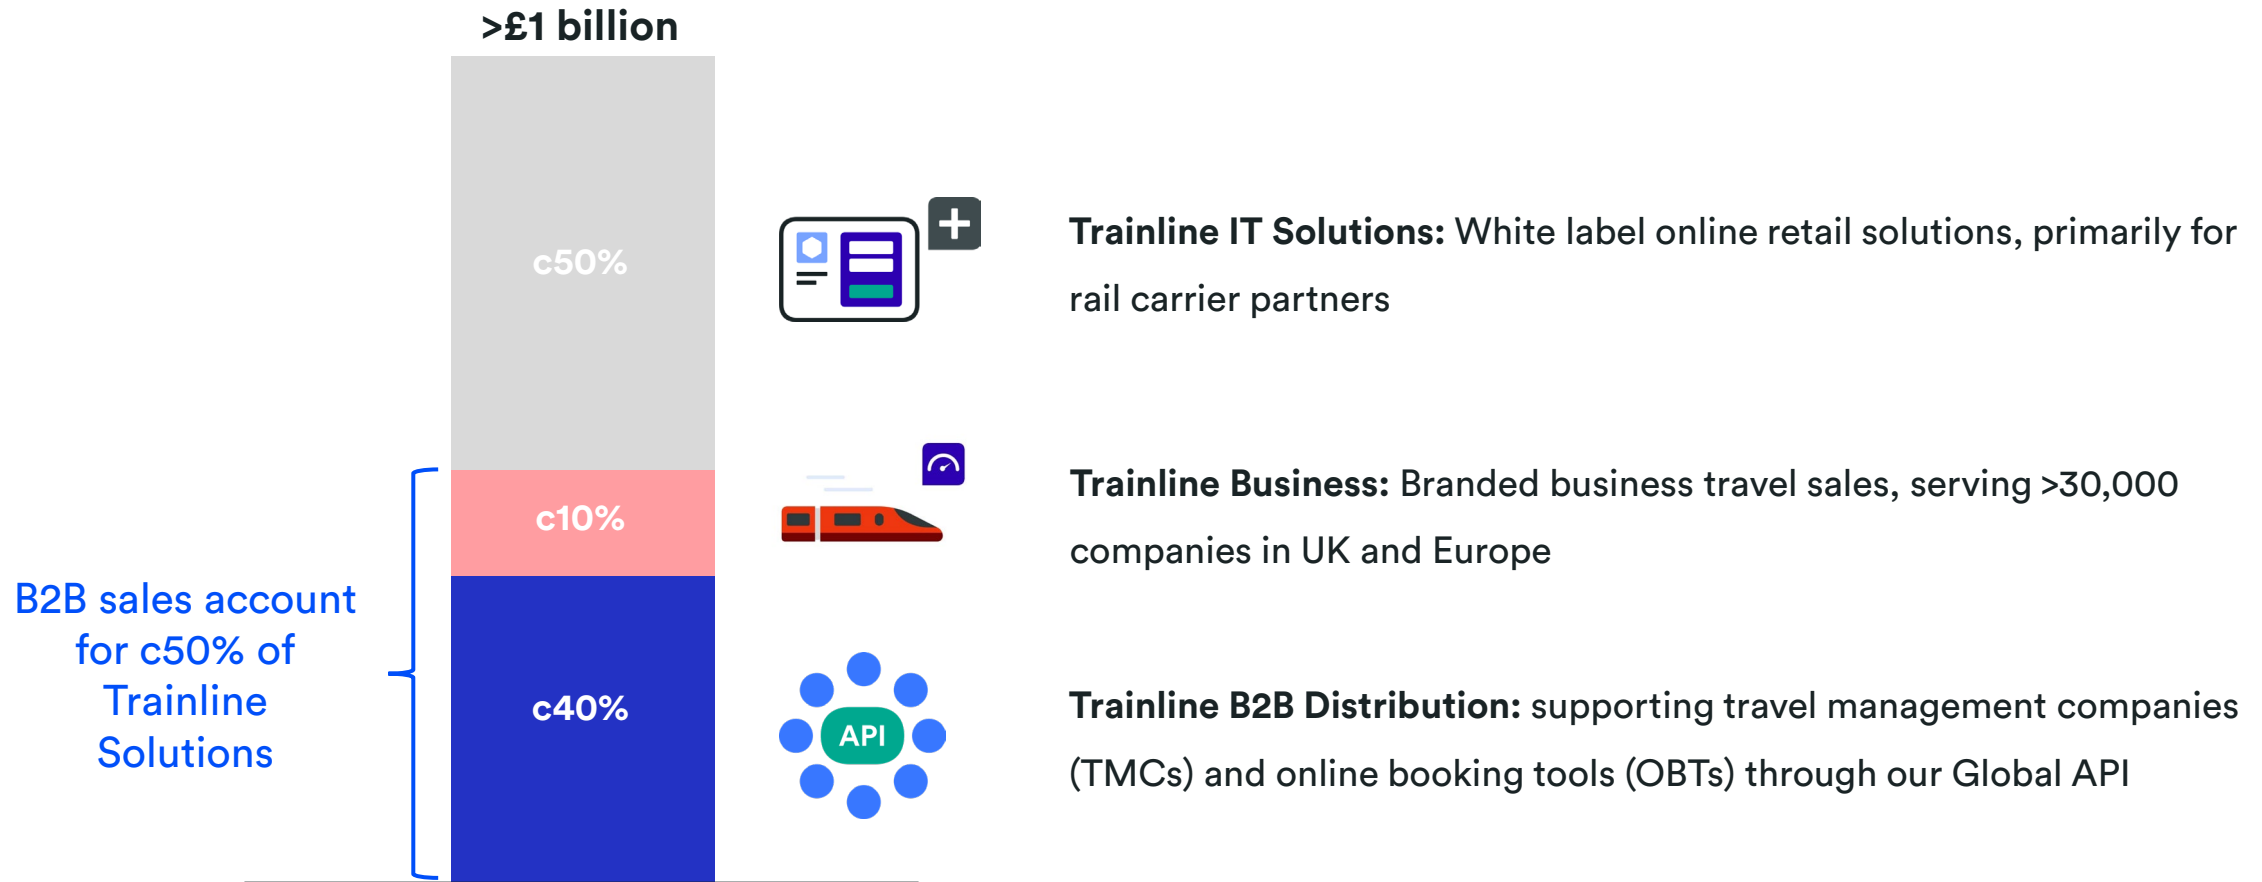 >£1 billion
c50%
Trainline IT Solutions: White label online retail solutions, primarily for
rail carrier partners
c10%
Trainline Business: Branded business travel sales, serving >30,000
companies in UK and Europe
B2B sales account
for c50% of
Trainline
Solutions
c40%
API
Trainline B2B Distribution: supporting travel management companies
(TMCs) and online booking tools (OBTs) through our Global API